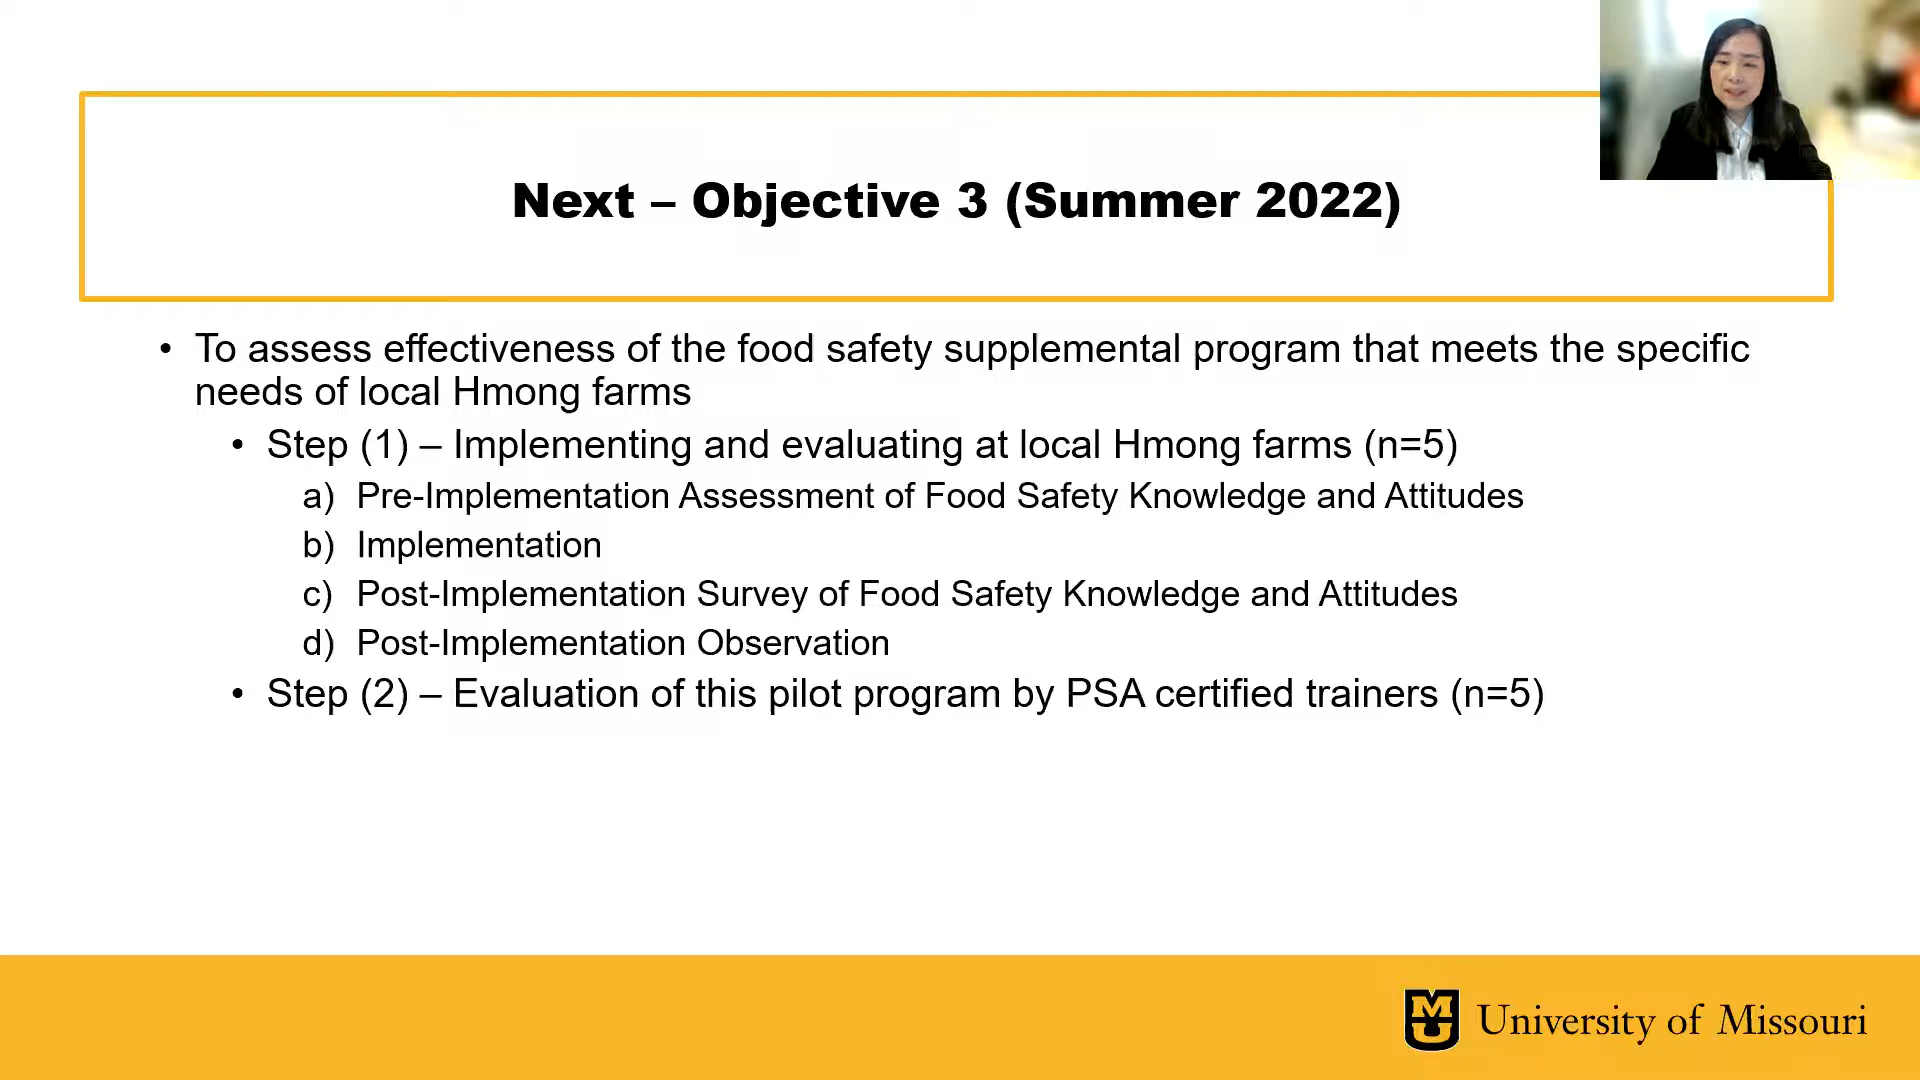 Next – Objective 3 (Summer 2022)
• To assess effectiveness of the food safety supplemental program that meets the specific
needs of local Hmong farms
• Step (1) – Implementing and evaluating at local Hmong farms (n=5)
a) Pre-Implementation Assessment of Food Safety Knowledge and Attitudes
b) Implementation
c) Post-Implementation Survey of Food Safety Knowledge and Attitudes
d) Post-Implementation Observation
• Step (2) – Evaluation of this pilot program by PSA certified trainers (n=5)
MU University of Missouri